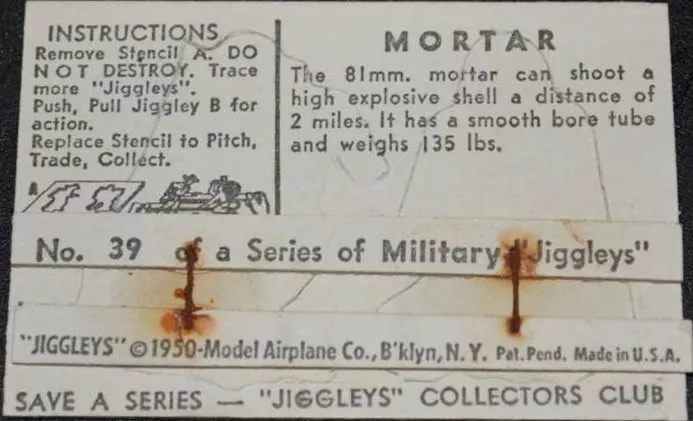 INSTRUCTIONS
Remove Stencil A. DO
NOT DESTROY. Trace
more "Jiggleys".
Push, Pull Jiggley B for
action.
Replace Stencil to Pitch,
Trade, Collect.
A
MORTAR
The 81mm. mortar can shoot a
high explosive shell a distance of
2 miles. It has a smooth bore tube
and weighs 135 lbs.
No. 39 of a Series of Military "Jiggleys"
"JIGGLEYS" © 1950-Model Airplane Co., B'klyn, N. Y. Pat. Pend. Made in U.S.A.
SAVE A SERIES — "JIGGLEYS" COLLECTORS CLUB